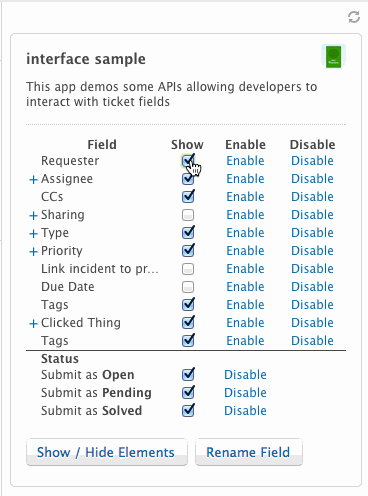 interface sample
This app demos some APIs allowing developers to
interact with ticket fields
Field Show Enable Disable
Requester Enable Disable
+ Assignee Enable Disable
CCs Enable Disable
+ Sharing Enable Disable
+ Type Enable Disable
+ Priority Enable Disable
Link incident to pr... Enable Disable
Due Date Enable Disable
Tags Enable Disable
+ Clicked Thing Enable Disable
Tags Enable Disable
Status
Submit as Open Disable
Submit as Pending Disable
Submit as Solved Disable
Show / Hide Elements Rename Field